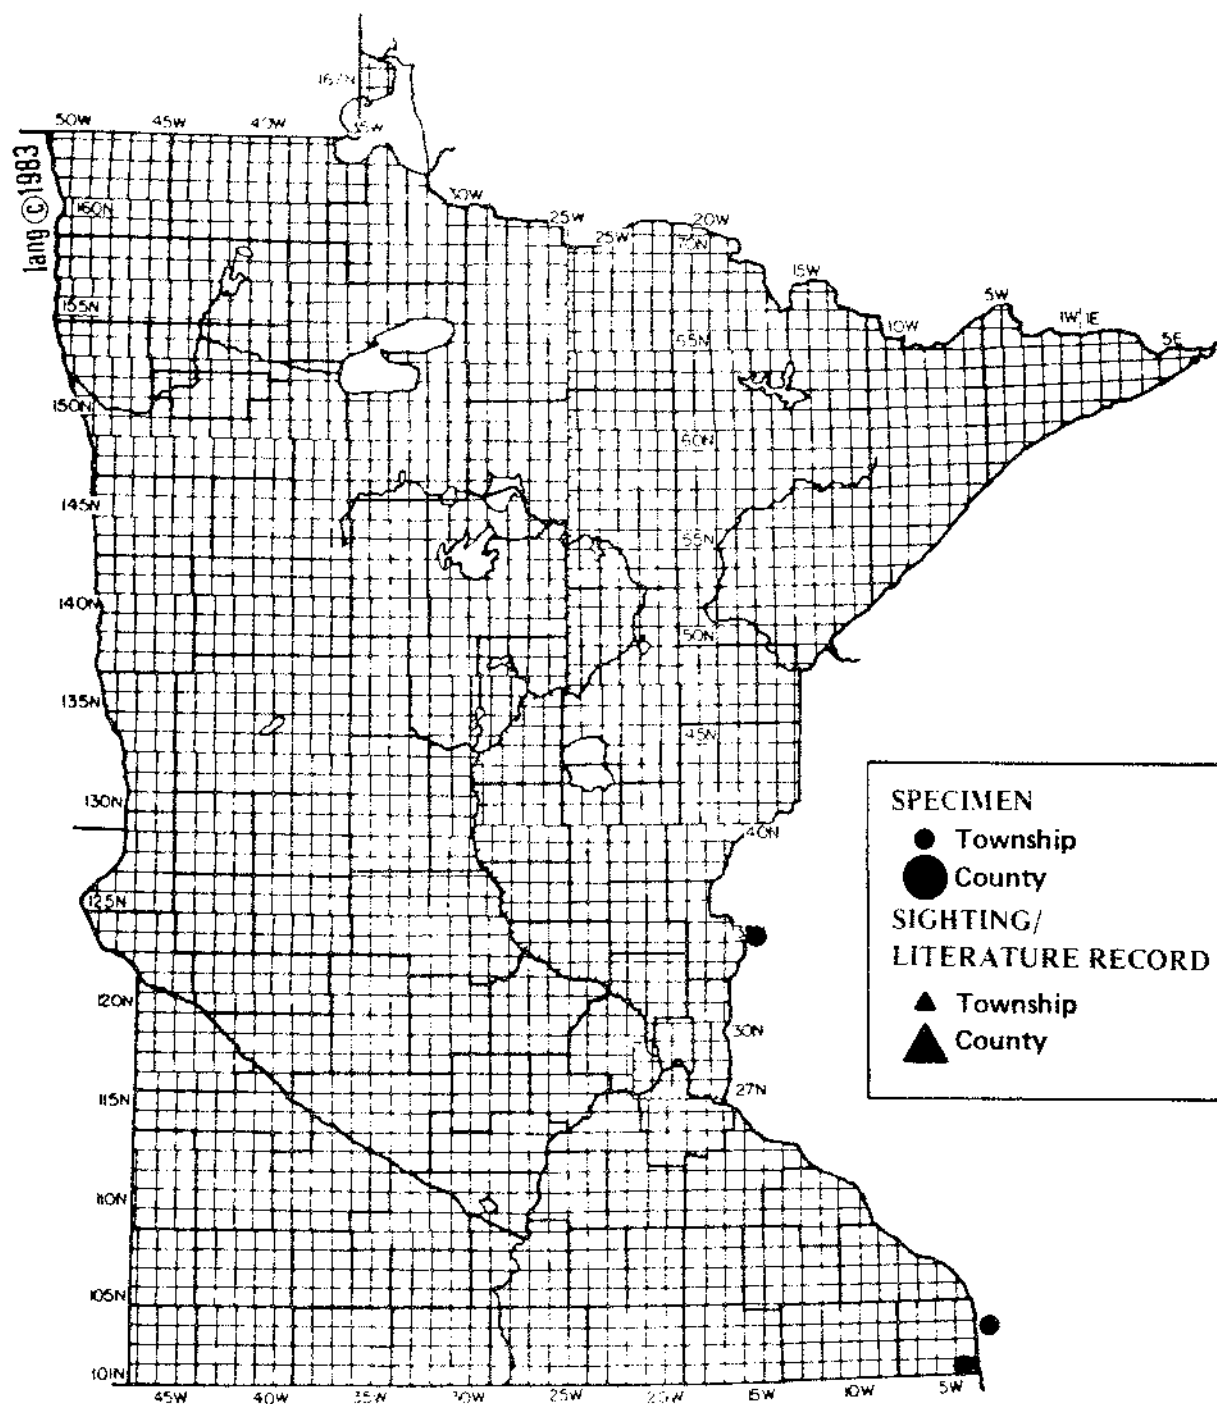 167N
50W 45W 40W 35W
lang © 1983
30W
160N
25W 20W
25W 70N
15W
155N
5W
1W 1E
10W
65N
5E
150N
60N
145N
55N
140N
50N
135N
45N
SPECIMEN
130N
40N
Township
County
125N
SIGHTING/
LITERATURE RECORD
120N
Township
30N
County
115N
27N
110N
105N
101N
45W 40W 35W 30W 25W 20W 15W 10W 5W